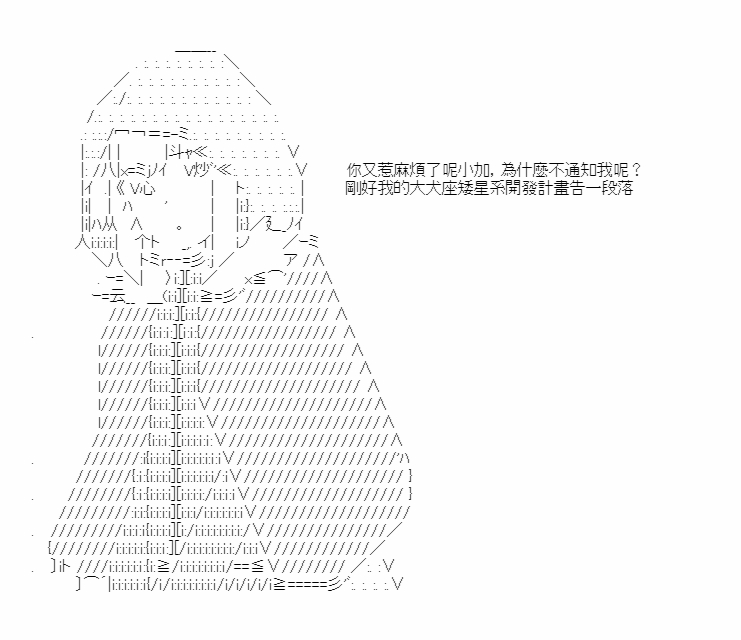 你又惹麻煩了呢小加，為什麼不通知我呢？
剛好我的大犬座矮星系開發計畫告一段落